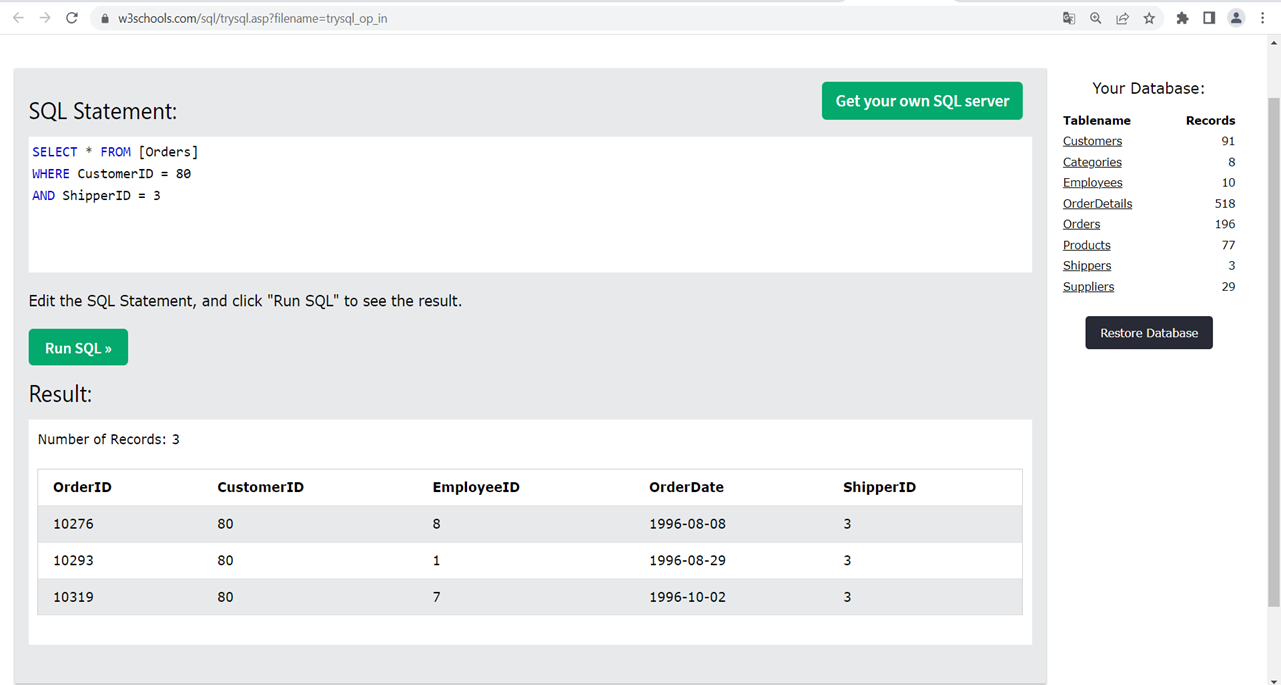 w3schools.com/sql/trysql.asp?filename=trysql_op_in
SQL Statement:
Get your own SQL server
SELECT * FROM [Orders]
WHERE CustomerID = 80
AND ShipperID = 3
Edit the SQL Statement, and click "Run SQL" to see the result.
Run SQL »
Result:
Number of Records: 3
OrderID CustomerID EmployeeID OrderDate ShipperID
10276 80 8 1996-08-08 3
10293 80 1 1996-08-29 3
10319 80 7 1996-10-02 3
Your Database:
Tablename Records
Customers 91
Categories 8
Employees 10
OrderDetails 518
Orders 196
Products 77
Shippers 3
Suppliers 29
Restore Database